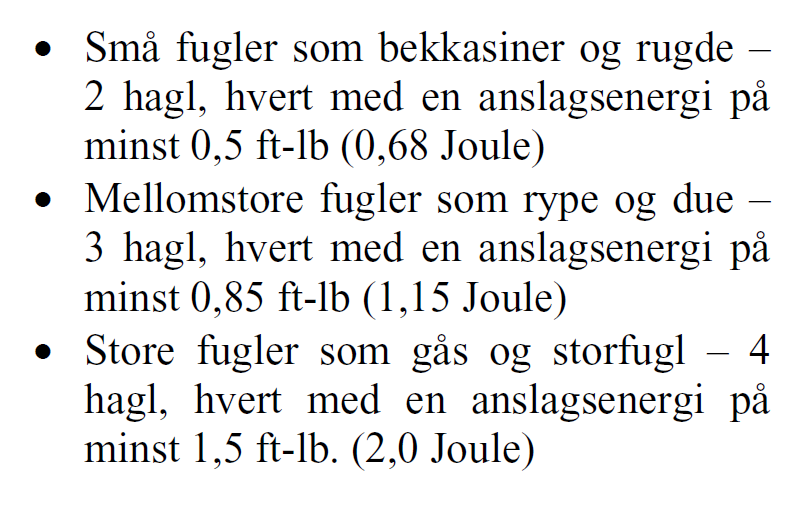 • Små fugler som bekkasiner og rugde –
2 hagl, hvert med en anslagsenergi på
minst 0,5 ft-lb (0,68 Joule)
• Mellomstore fugler som rype og due –
3 hagl, hvert med en anslagsenergi på
minst 0,85 ft-lb (1,15 Joule)
• Store fugler som gås og storfugl – 4
hagl, hvert med en anslagsenergi på
minst 1,5 ft-lb. (2,0 Joule)